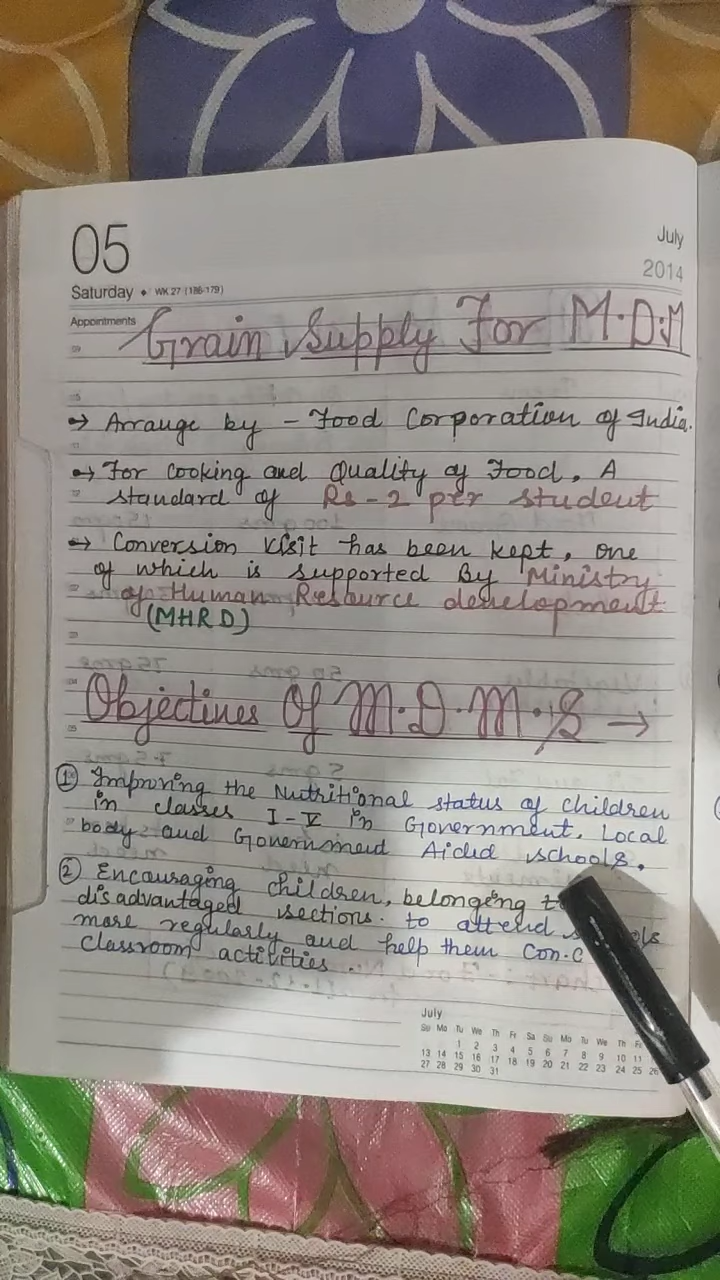 05
July
2014
Saturday ◆ WK 27 (186-179)
Appointments
Grain Supply For M.D.M
→ Arrange by - Food Corporation of India.
→ For Cooking and Quality of Food. A
standard of Rs-2 per student
→ Conversion visit has been kept, one
of which is supported By Ministry
of Human Resource development
(MHRD)
Objectines Of M.D.M.S →
① Improving the Nutritional status of children
in classes I-V in Government, Local
body and Government Aided schools.
② Encauraging children, belonging
disadvantaged sections. to attend
more regularly and help them Con.C
Classroom activities.
July
Su Mo Tu We Th Fr Sa Su Mo Tu We Th Fr
1 2 3 4 5 6 7 8 9 10 11
13 14 15 16 17 18 19 20 21 22 23 24 25 26
27 28 29 30 31